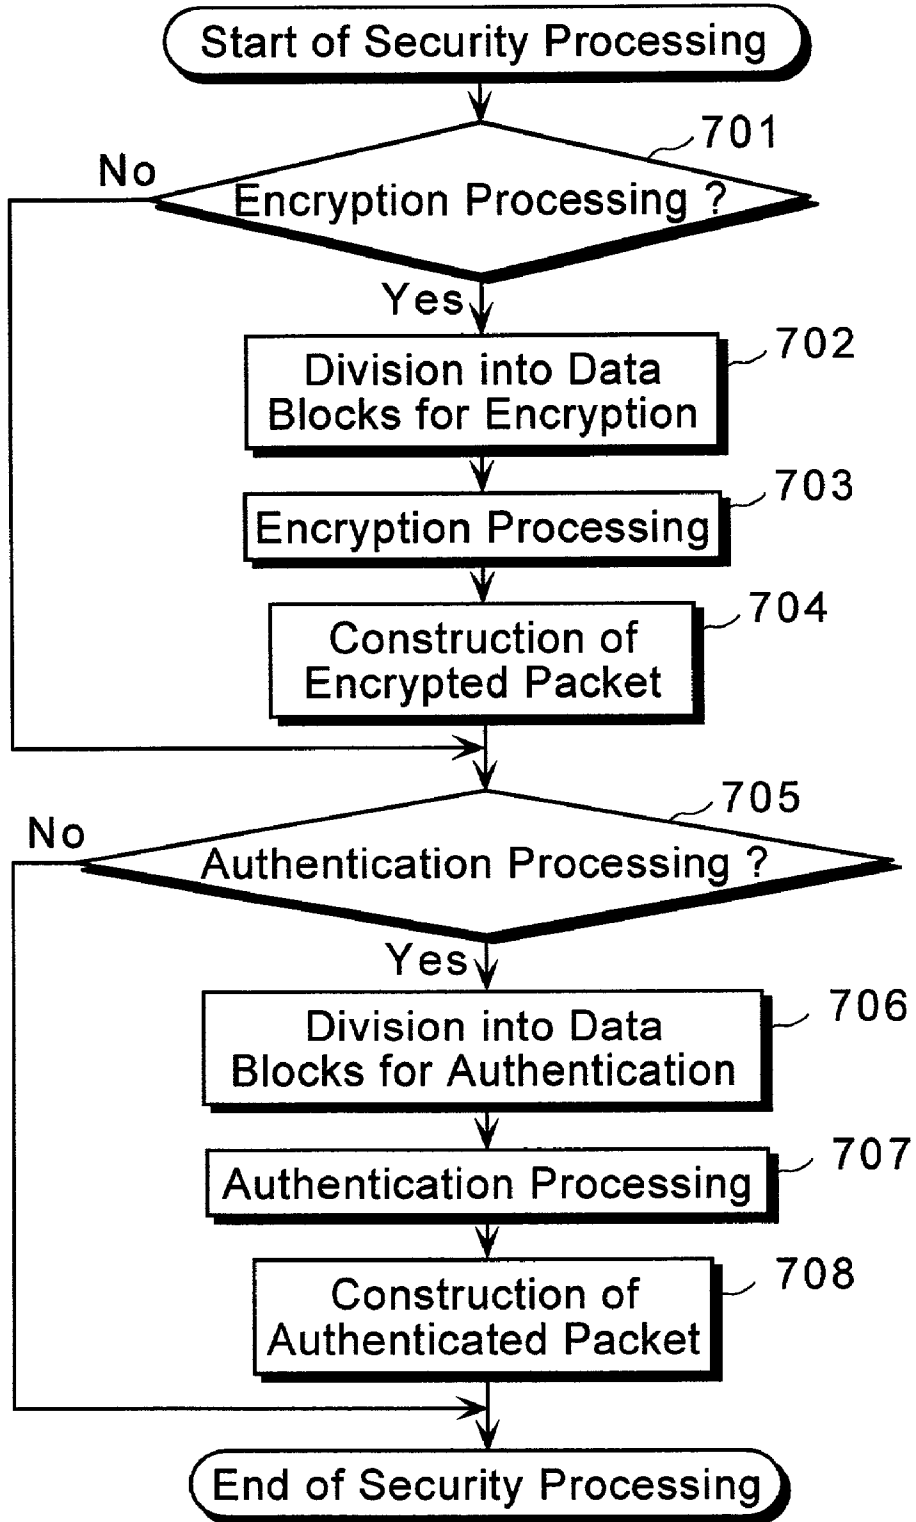 Start of Security Processing
701
No
Encryption Processing ?
Yes
702
Division into Data
Blocks for Encryption
703
Encryption Processing
704
Construction of
Encrypted Packet
705
No
Authentication Processing ?
Yes
706
Division into Data
Blocks for Authentication
707
Authentication Processing
708
Construction of
Authenticated Packet
End of Security Processing